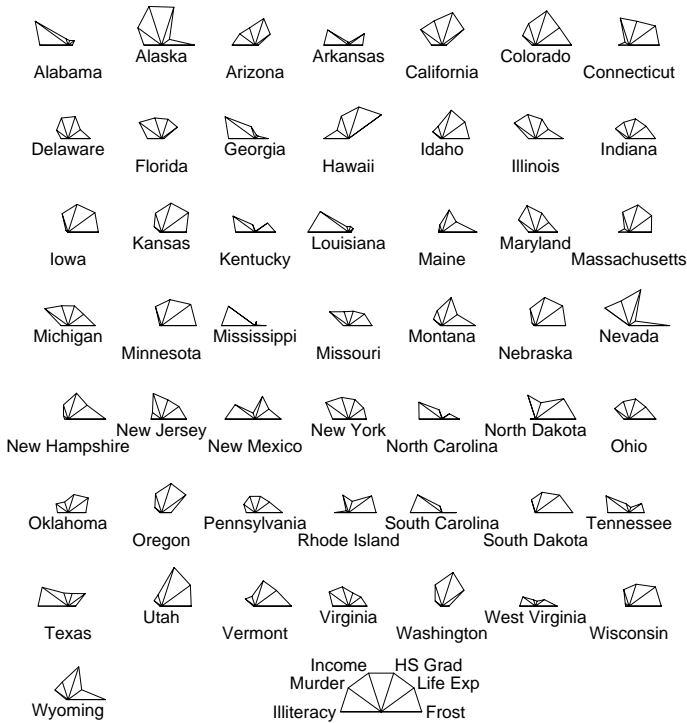 Alabama
Alaska
Arizona
Arkansas
California
Colorado
Connecticut
Delaware
Florida
Georgia
Hawaii
Idaho
Illinois
Indiana
Iowa
Kansas
Kentucky
Louisiana
Maine
Maryland
Massachusetts
Michigan
Minnesota
Mississippi
Missouri
Montana
Nebraska
Nevada
New Hampshire
New Jersey
New Mexico
New York
North Carolina
North Dakota
Ohio
Oklahoma
Oregon
Pennsylvania
Rhode Island
South Carolina
South Dakota
Tennessee
Texas
Utah
Vermont
Virginia
Washington
West Virginia
Wisconsin
Wyoming
Income
HS Grad
Murder
Life Exp
Illiteracy
Frost